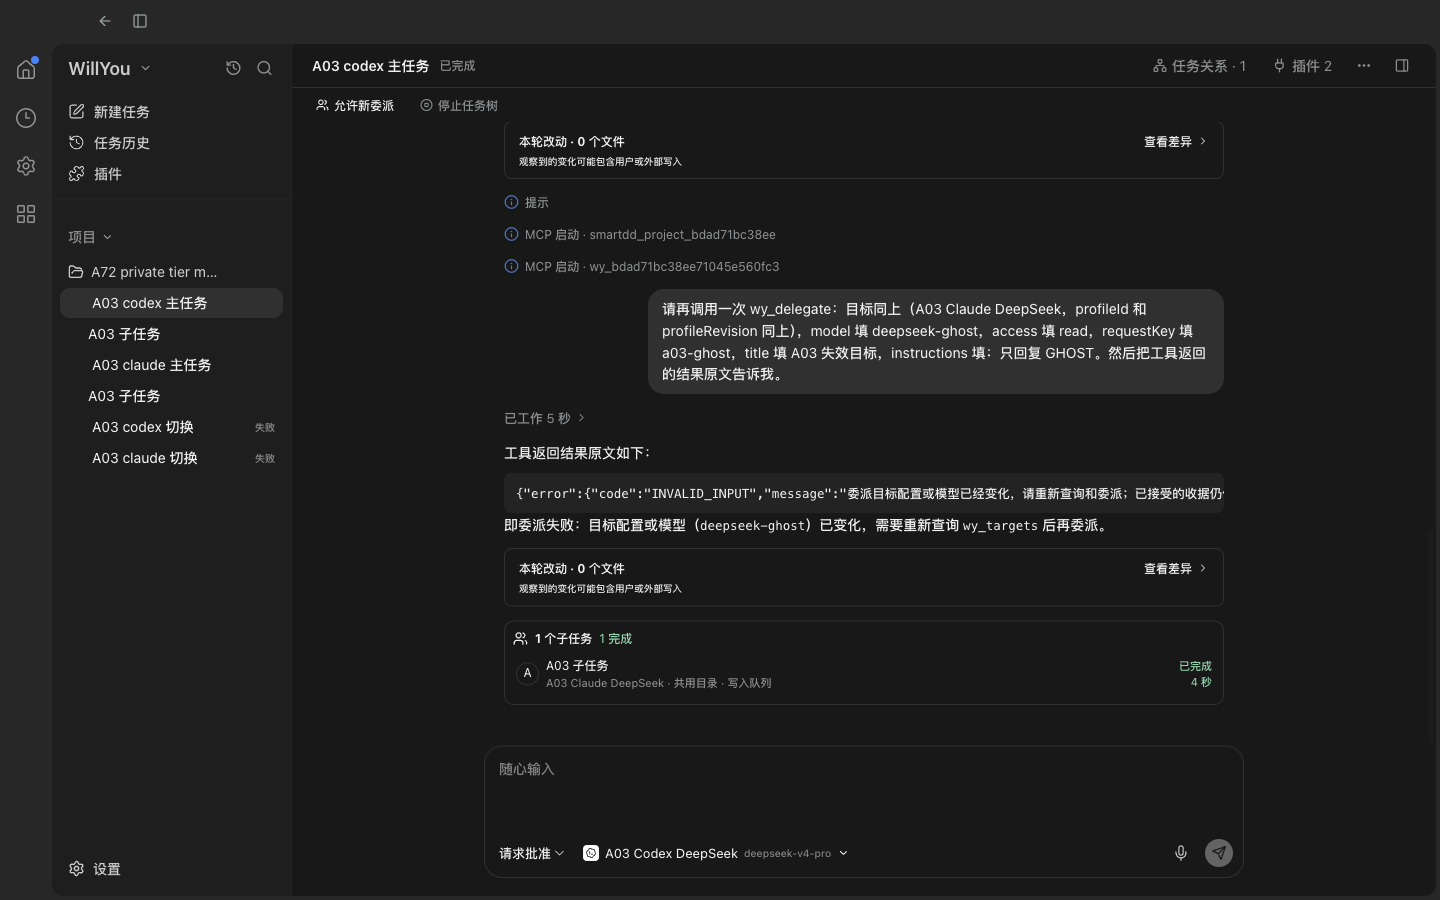 WillYou
新建任务
任务历史
插件
项目
A72 private tier m...
A03 codex 主任务
A03 子任务
A03 claude 主任务
A03 子任务
A03 codex 切换 失败
A03 claude 切换 失败
设置
A03 codex 主任务 已完成
任务关系 · 1 插件 2
允许新委派 停止任务树
本轮改动 · 0 个文件 查看差异
观察到的变化可能包含用户或外部写入
提示
MCP 启动 · smartdd_project_bdad71bc38ee
MCP 启动 · wy_bdad71bc38ee71045e560fc3
请再调用一次 wy_delegate：目标同上（A03 Claude DeepSeek，profileId 和
profileRevision 同上），model 填 deepseek-ghost，access 填 read，requestKey 填
a03-ghost，title 填 A03 失效目标，instructions 填：只回复 GHOST。然后把工具返回
的结果原文告诉我。
已工作 5 秒
工具返回结果原文如下：
{"error":{"code":"INVALID_INPUT","message":"委派目标配置或模型已经变化，请重新查询和委派；已接受的收据仍
即委派失败：目标配置或模型（deepseek-ghost）已变化，需要重新查询 wy_targets 后再委派。
本轮改动 · 0 个文件 查看差异
观察到的变化可能包含用户或外部写入
1 个子任务 1 完成
A
A03 子任务 已完成
A03 Claude DeepSeek · 共用目录 · 写入队列 4 秒
随心输入
请求批准 A03 Codex DeepSeek deepseek-v4-pro